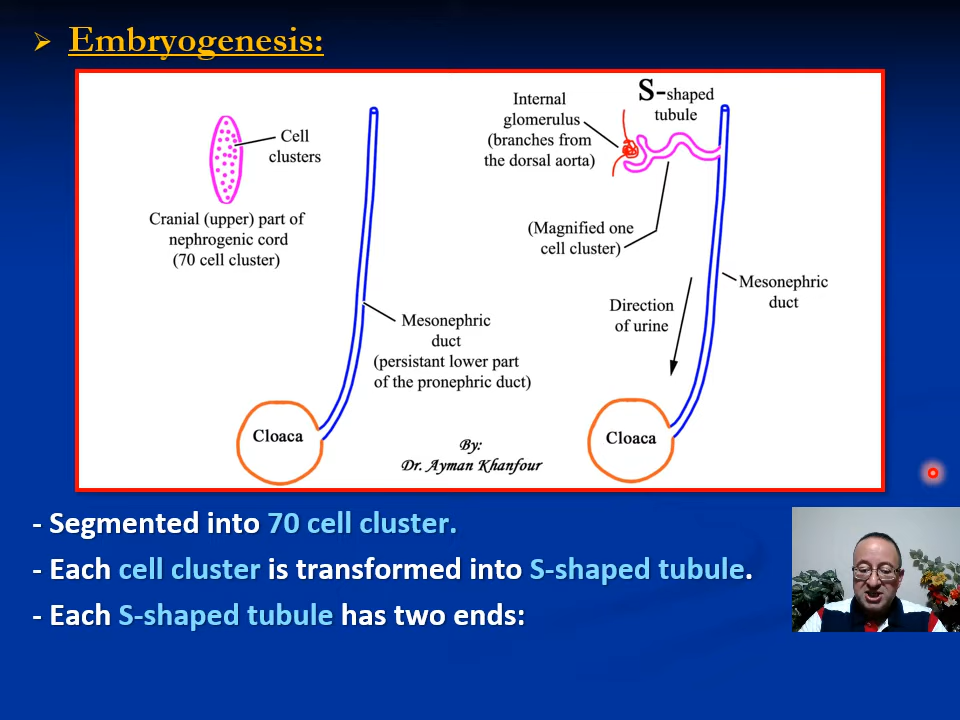 Embryogenesis:
Cell
clusters
Cranial (upper) part of
nephrogenic cord
(70 cell cluster)
Mesonephric
duct
(persistant lower part
of the pronephric duct)
Cloaca
By:
Dr. Ayman Khanfour
Internal
glomerulus
(branches from
the dorsal aorta)
S-shaped
tubule
(Magnified one
cell cluster)
Mesonephric
duct
Direction
of urine
Cloaca
- Segmented into 70 cell cluster.
- Each cell cluster is transformed into S-shaped tubule.
- Each S-shaped tubule has two ends: